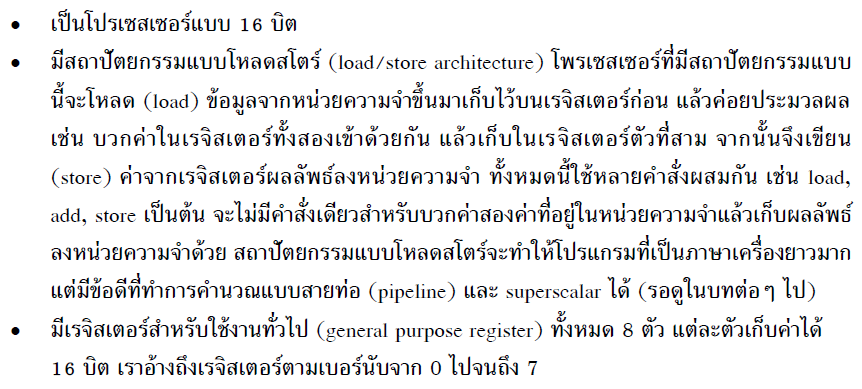 • เป็นโปรเซสเซอร์แบบ 16 บิต
• มีสถาปัตยกรรมแบบโหลดสโตร์ (load/store architecture) โพรเซสเซอร์ที่มีสถาปัตยกรรมแบบ
นี้จะโหลด (load) ข้อมูลจากหน่วยความจำขึ้นมาเก็บไว้บนเรจิสเตอร์ก่อน แล้วค่อยประมวลผล
เช่น บวกค่าในเรจิสเตอร์ทั้งสองเข้าด้วยกัน แล้วเก็บในเรจิสเตอร์ตัวที่สาม จากนั้นจึงเขียน
(store) ค่าจากเรจิสเตอร์ผลลัพธ์ลงหน่วยความจำ ทั้งหมดนี้ใช้หลายคำสั่งผสมกัน เช่น load,
add, store เป็นต้น จะไม่มีคำสั่งเดียวสำหรับบวกค่าสองค่าที่อยู่ในหน่วยความจำแล้วเก็บผลลัพธ์
ลงหน่วยความจำด้วย สถาปัตยกรรมแบบโหลดสโตร์จะทำให้โปรแกรมที่เป็นภาษาเครื่องยาวมาก
แต่มีข้อดีที่ทำการคำนวณแบบสายท่อ (pipeline) และ superscalar ได้ (รอดูในบทต่อๆ ไป)
• มีเรจิสเตอร์สำหรับใช้งานทั่วไป (general purpose register) ทั้งหมด 8 ตัว แต่ละตัวเก็บค่าได้
16 บิต เราอ้างถึงเรจิสเตอร์ตามเบอร์นับจาก 0 ไปจนถึง 7